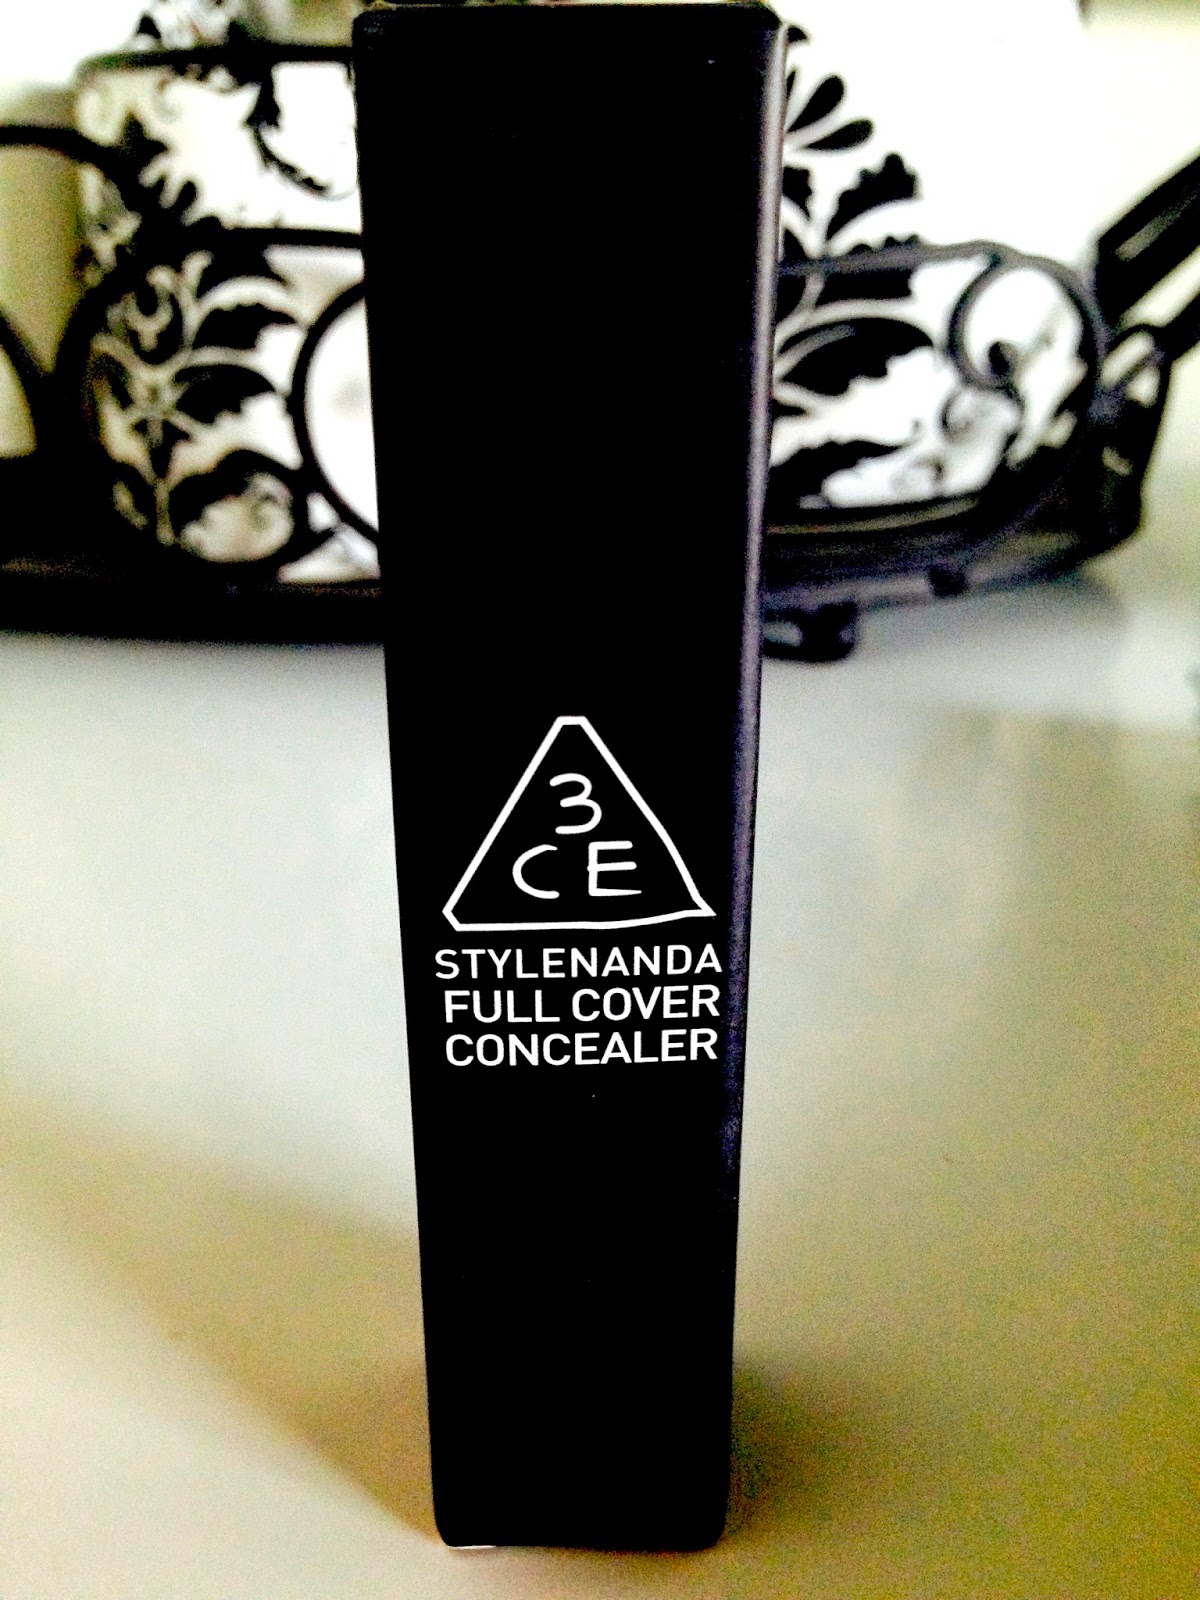 3
CE
STYLENANDA
FULL COVER
CONCEALER